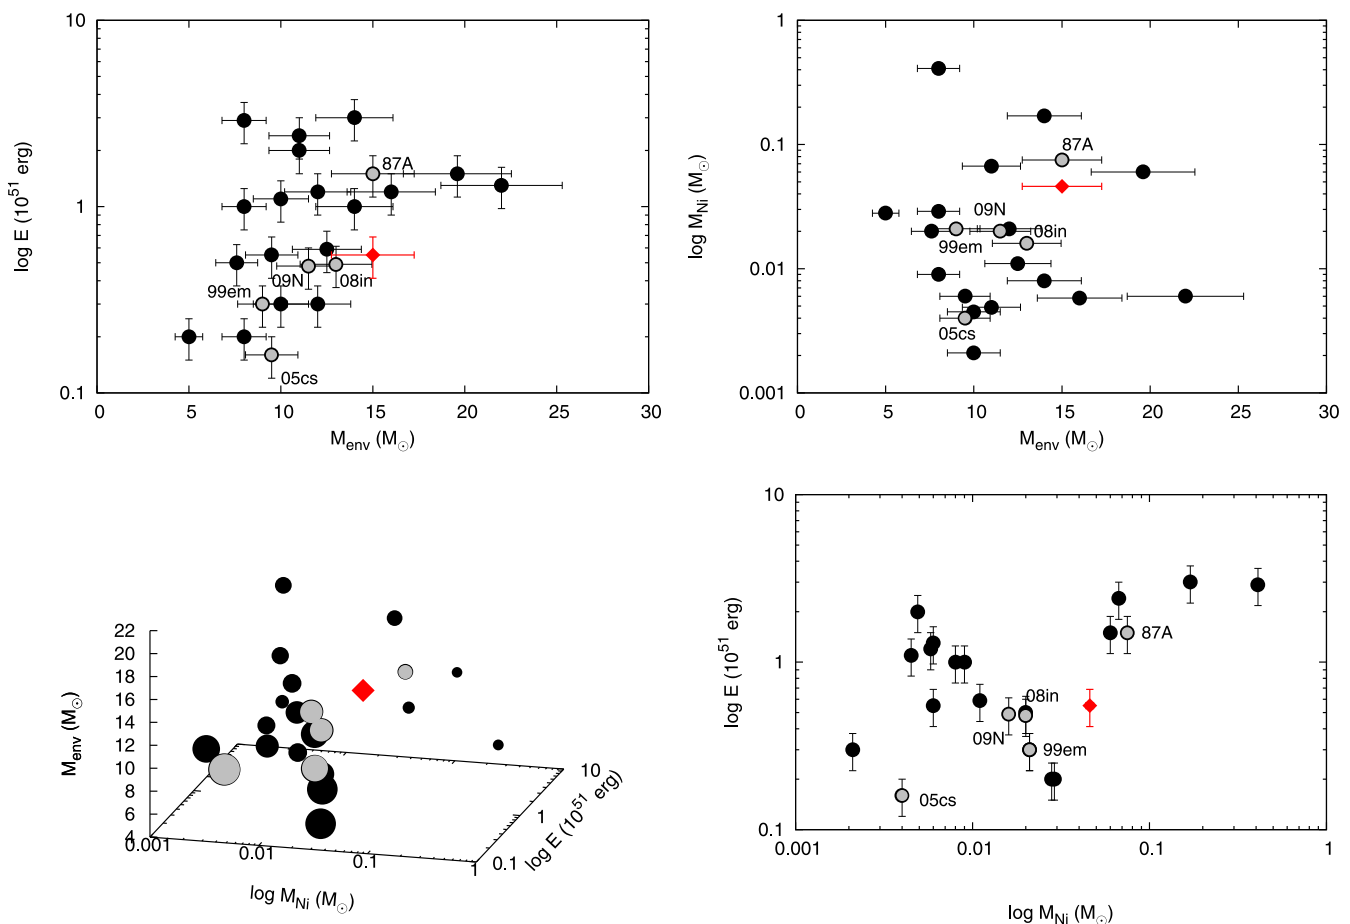 10
1
0.1
log E (10^51 erg)
0 5 10 15 20 25 30
M_env (M_☉)
87A
09N
08in
99em
05cs
1
0.1
0.01
0.001
log M_Ni (M_☉)
0 5 10 15 20 25 30
M_env (M_☉)
87A
09N
08in
99em
05cs
22
20
18
16
14
12
10
8
6
4
M_env (M_☉)
0.001 0.01 0.1 1
log M_Ni (M_☉)
0.1 1 10
log E (10^51 erg)
10
1
0.1
log E (10^51 erg)
0.001 0.01 0.1 1
log M_Ni (M_☉)
87A
08in
09N
99em
05cs